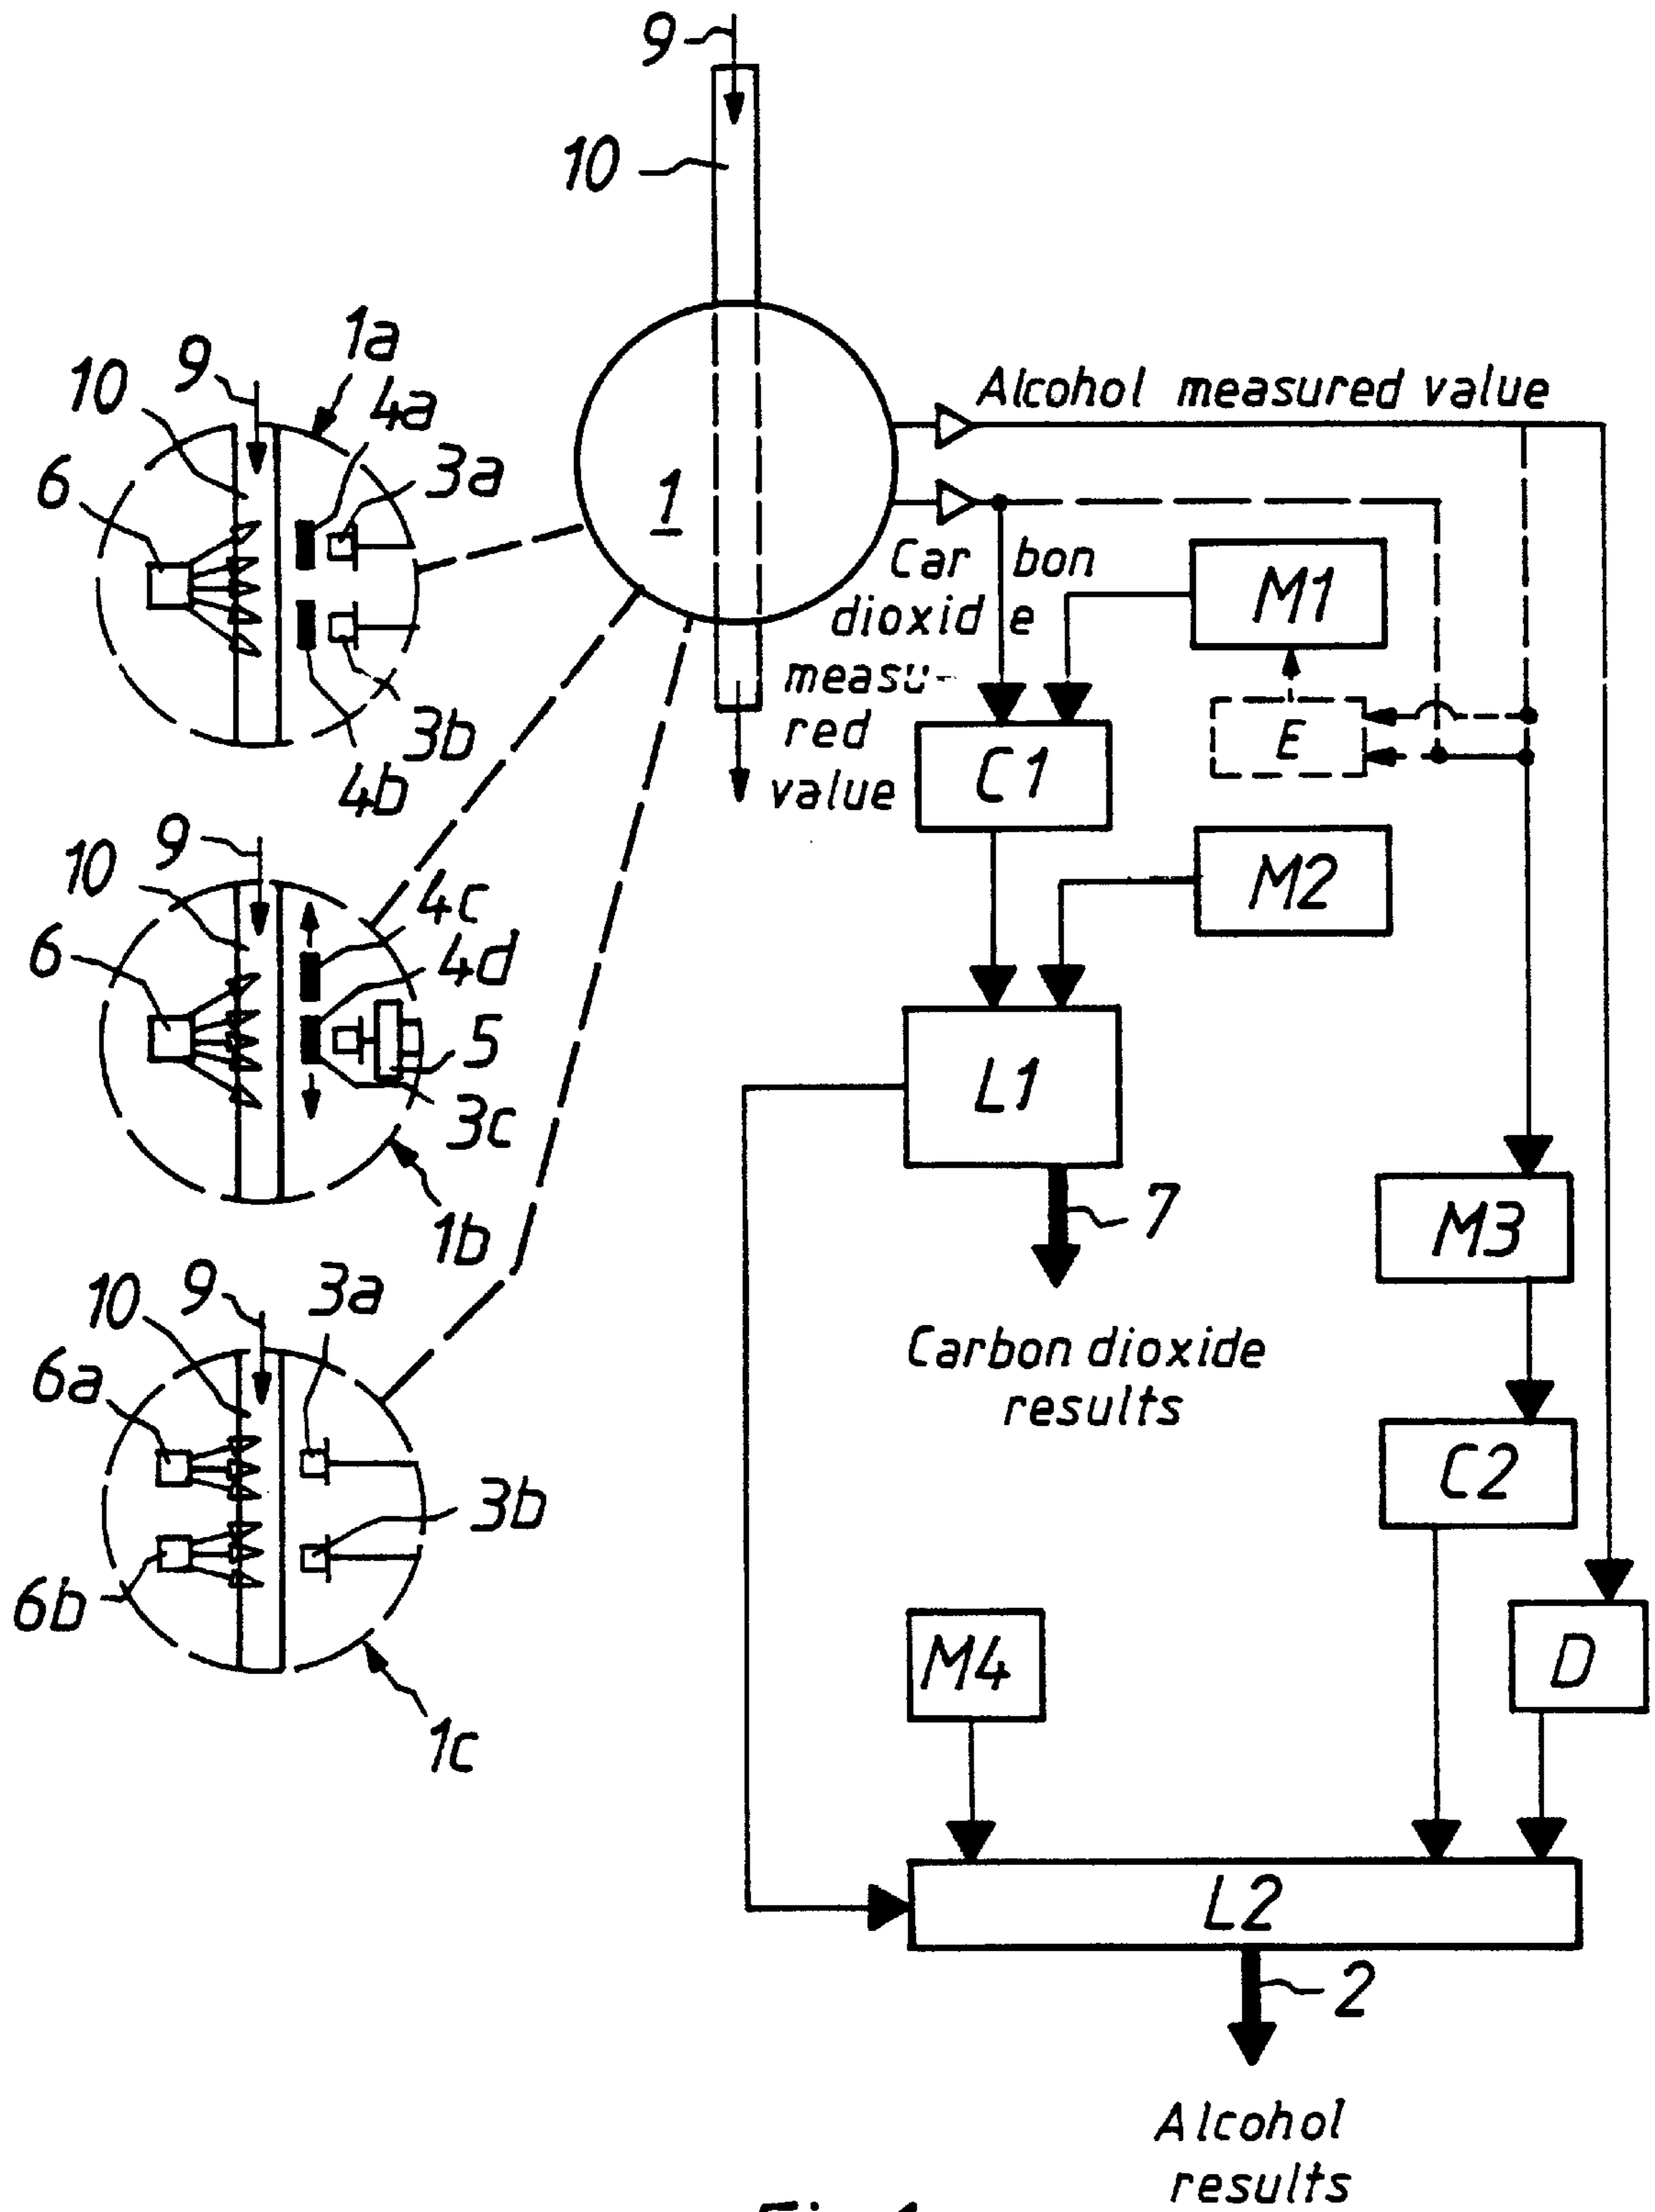 9
10
1
Alcohol measured value
Car bon
dioxid e
measu-
red
value
1a
9
10
4a
3a
6
3b
4b
M1
E
C1
M2
9
10
4c
4d
6
5
3c
1b
L1
7
M3
Carbon dioxide
results
9
10
3a
6a
3b
6b
1c
C2
M4
D
L2
2
Alcohol
results